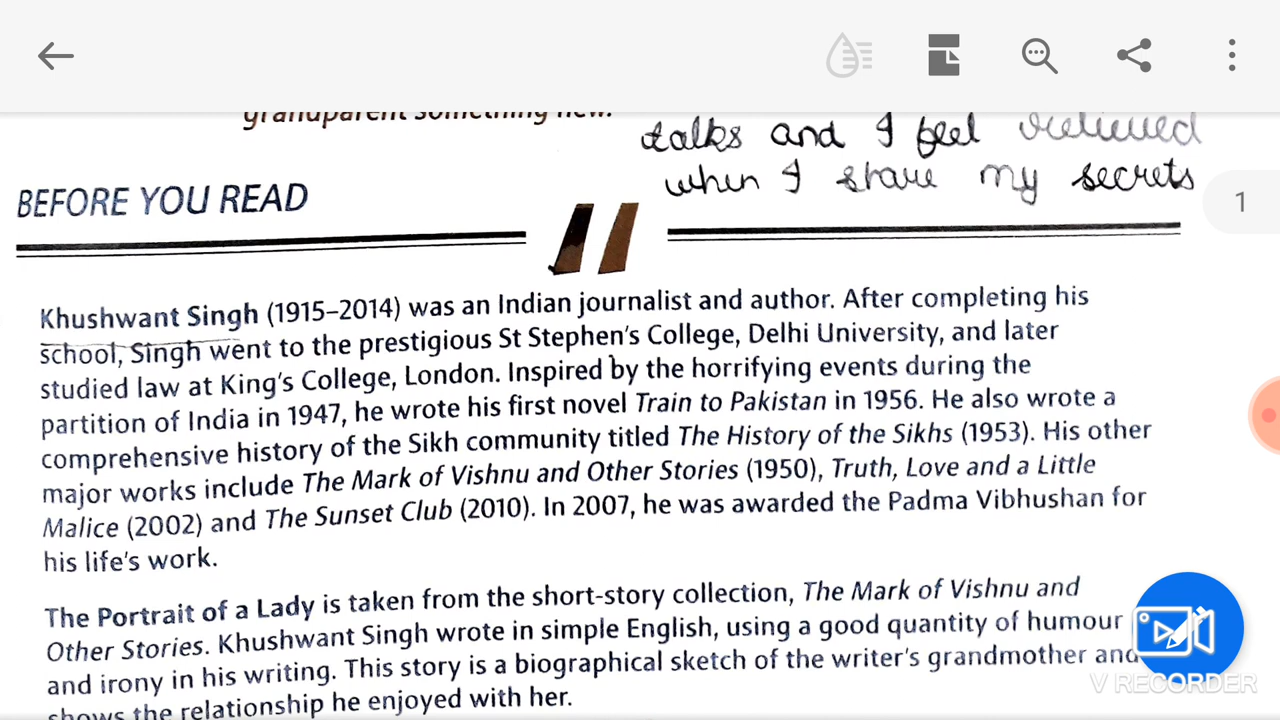 grandparent something new.
talks and I feel relieved
when I share my secrets
1
BEFORE YOU READ
Khushwant Singh (1915–2014) was an Indian journalist and author. After completing his
school, Singh went to the prestigious St Stephen's College, Delhi University, and later
studied law at King's College, London. Inspired by the horrifying events during the
partition of India in 1947, he wrote his first novel Train to Pakistan in 1956. He also wrote a
comprehensive history of the Sikh community titled The History of the Sikhs (1953). His other
major works include The Mark of Vishnu and Other Stories (1950), Truth, Love and a Little
Malice (2002) and The Sunset Club (2010). In 2007, he was awarded the Padma Vibhushan for
his life's work.
The Portrait of a Lady is taken from the short-story collection, The Mark of Vishnu and
Other Stories. Khushwant Singh wrote in simple English, using a good quantity of humour
and irony in his writing. This story is a biographical sketch of the writer's grandmother and
shows the relationship he enjoyed with her.
V RECORDER